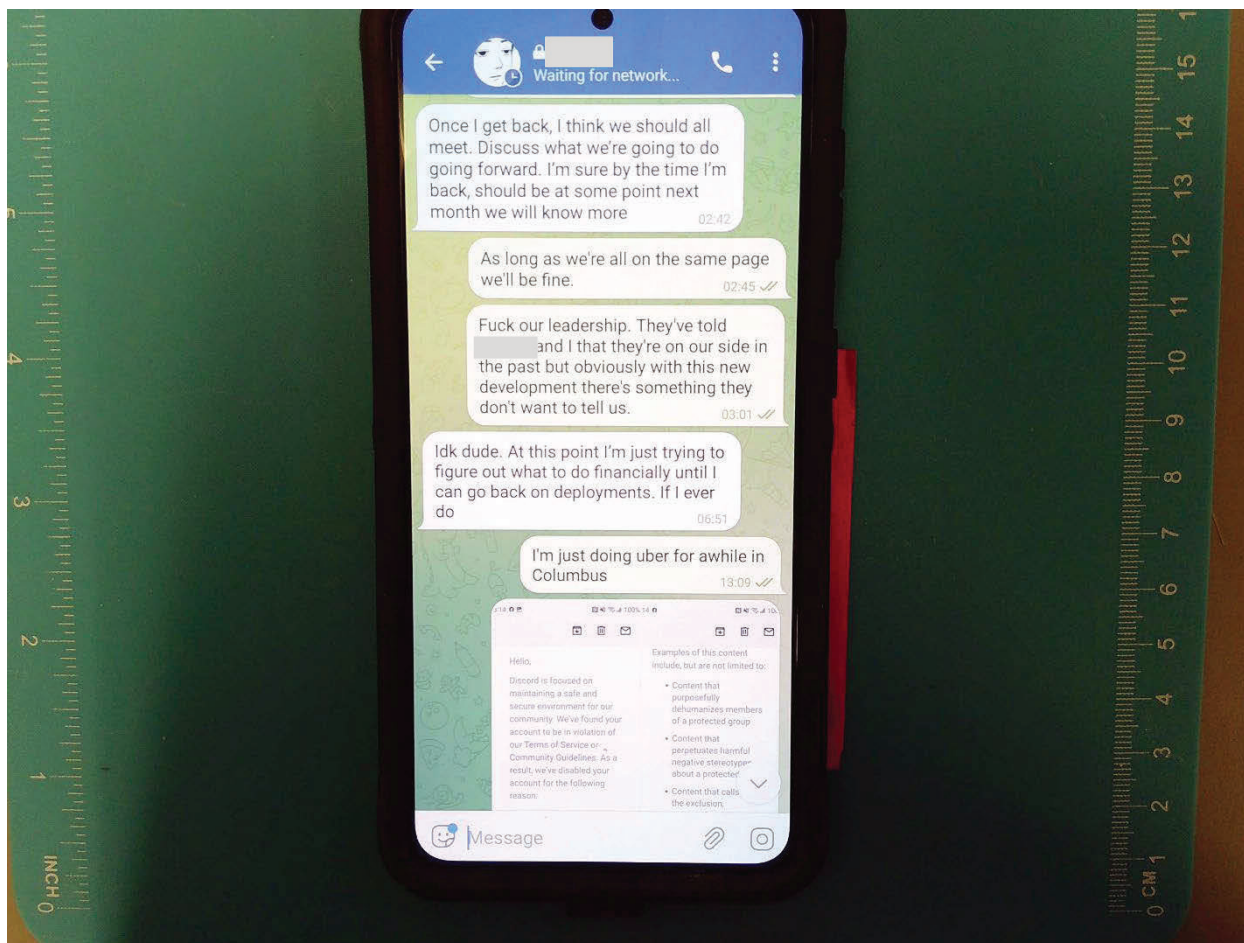 Waiting for network...
Once I get back, I think we should all
meet. Discuss what we're going to do
going forward. I'm sure by the time I'm
back, should be at some point next
month we will know more
02:42
As long as we're all on the same page
we'll be fine.
02:45
Fuck our leadership. They've told
and I that they're on our side in
the past but obviously with this new
development there's something they
don't want to tell us.
03:01
Idk dude. At this point I'm just trying to
figure out what to do financially until I
can go back on deployments. If I ever
do
06:51
I'm just doing uber for awhile in
Columbus
13:09
100%
Hello,
Discord is focused on
maintaining a safe and
secure environment for our
community. We've found your
account to be in violation of
our Terms of Service or
Community Guidelines. As a
result, we've disabled your
account for the following
reason:
Examples of this content
include, but are not limited to:
• Content that
purposefully
dehumanizes members
of a protected group
• Content that
perpetuates harmful
negative stereotypes
about a protected
• Content that calls
the exclusion,
Message
INCH
0
1
2
3
4
5
CM
0
1
2
3
4
5
6
7
8
9
10
11
12
13
14
15